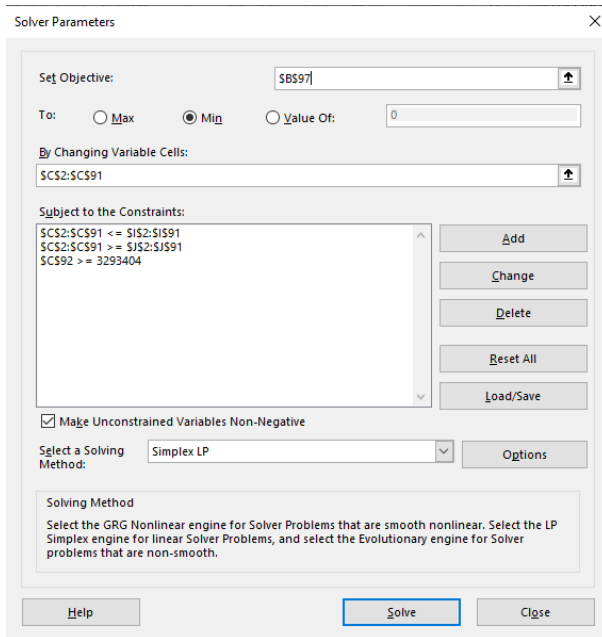 Solver Parameters
Set Objective:
$B$97
To:
Max
Min
Value Of:
0
By Changing Variable Cells:
$C$2:$C$91
Subject to the Constraints:
$C$2:$C$91 <= $I$2:$I$91
$C$2:$C$91 >= $J$2:$J$91
$C$92 >= 3293404
Add
Change
Delete
Reset All
Load/Save
Make Unconstrained Variables Non-Negative
Select a Solving
Method:
Simplex LP
Options
Solving Method
Select the GRG Nonlinear engine for Solver Problems that are smooth nonlinear. Select the LP
Simplex engine for linear Solver Problems, and select the Evolutionary engine for Solver
problems that are non-smooth.
Help
Solve
Close